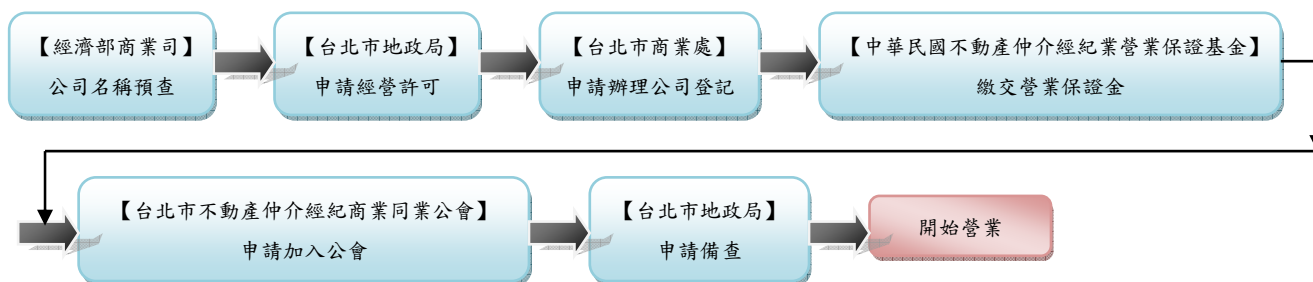 【經濟部商業司】
公司名稱預查
【台北市地政局】
申請經營許可
【台北市商業處】
申請辦理公司登記
【中華民國不動產仲介經紀業營業保證基金】
繳交營業保證金
【台北市不動產仲介經紀商業同業公會】
申請加入公會
【台北市地政局】
申請備查
開始營業